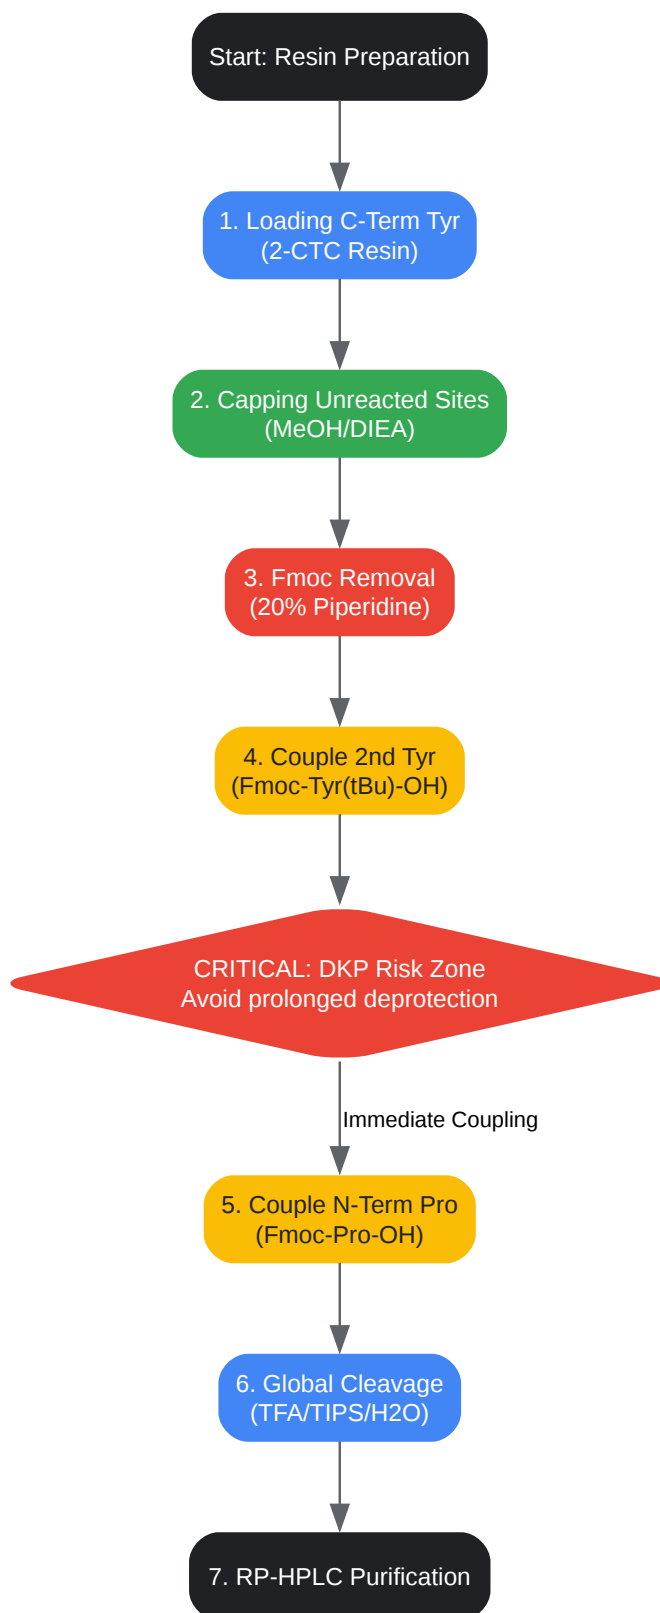 Start: Resin Preparation
1. Loading C-Term Tyr
(2-CTC Resin)
2. Capping Unreacted Sites
(MeOH/DIEA)
3. Fmoc Removal
(20% Piperidine)
4. Couple 2nd Tyr
(Fmoc-Tyr(tBu)-OH)
CRITICAL: DKP Risk Zone
Avoid prolonged deprotection
Immediate Coupling
5. Couple N-Term Pro
(Fmoc-Pro-OH)
6. Global Cleavage
(TFA/TIPS/H2O)
7. RP-HPLC Purification